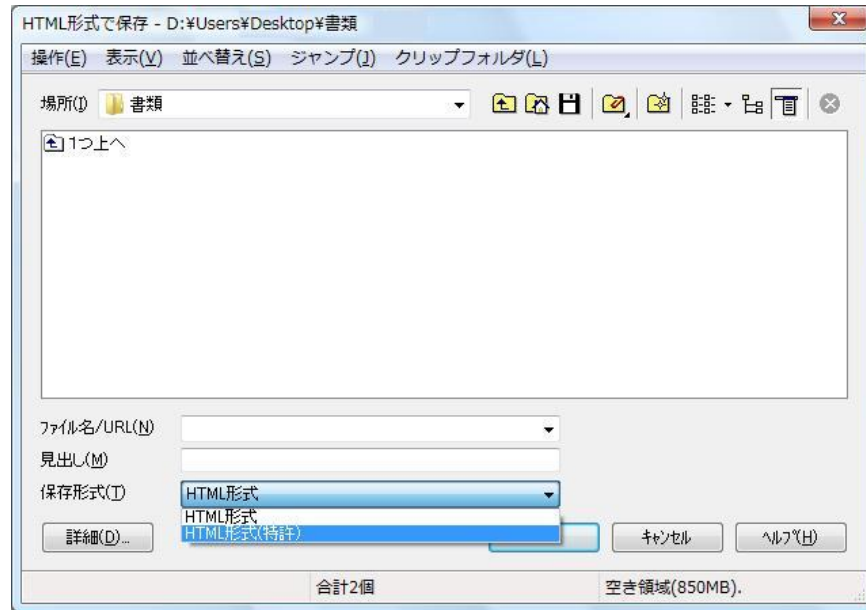 HTML形式で保存 - D:¥Users¥Desktop¥書類
操作(E) 表示(V) 並べ替え(S) ジャンプ(J) クリップフォルダ(L)
場所(I) 書類
1つ上へ
ファイル名/URL(N)
見出し(M)
保存形式(T) HTML形式
HTML形式
HTML形式(特許)
詳細(D)... キャンセル ヘルプ(H)
合計2個 空き領域(850MB).